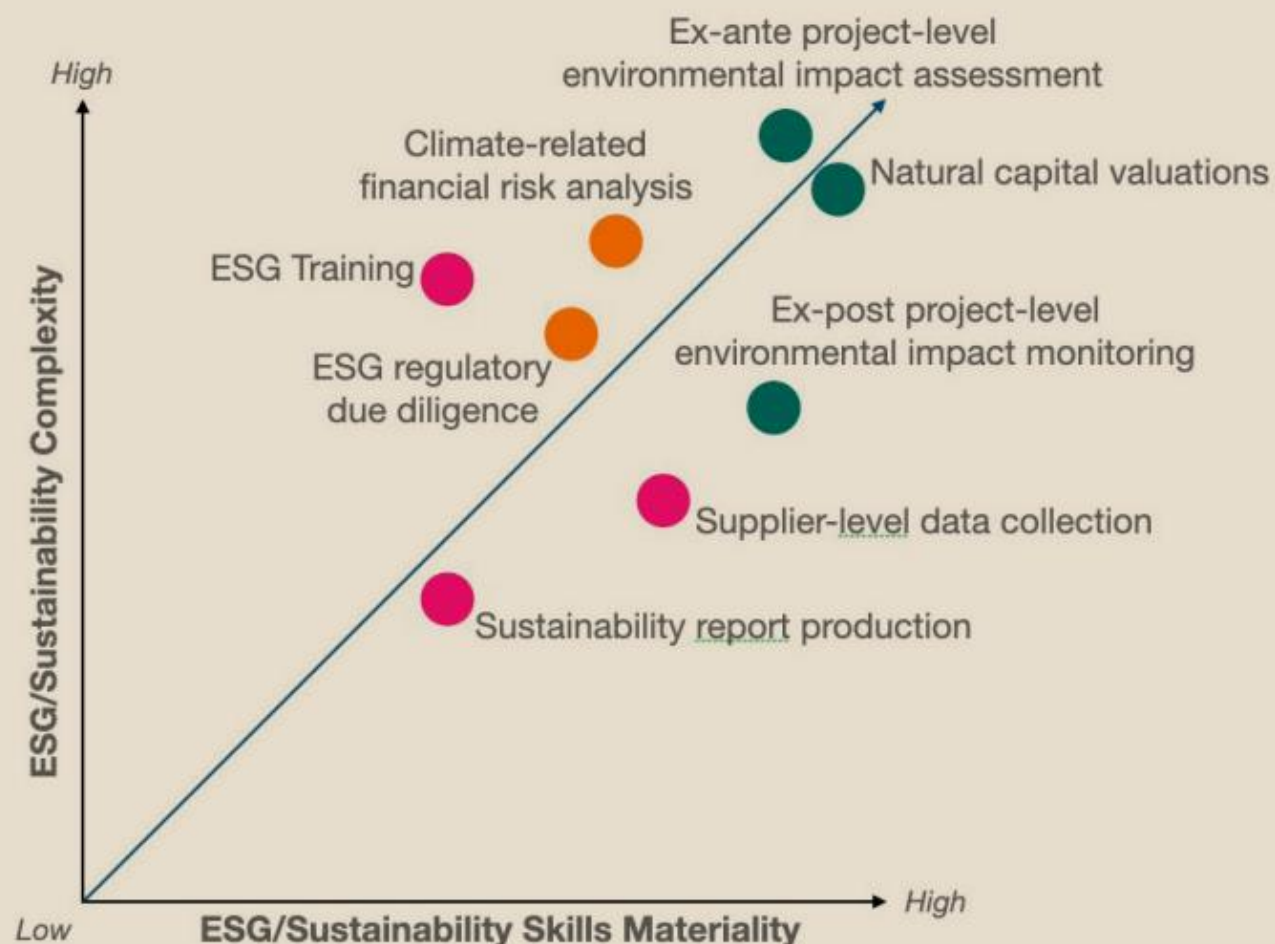 Ex-ante project-level
environmental impact assessment
High
Climate-related
financial risk analysis
Natural capital valuations
ESG Training
Ex-post project-level
environmental impact monitoring
ESG regulatory
due diligence
ESG/Sustainability Complexity
Supplier-level data collection
Sustainability report production
High
Low
ESG/Sustainability Skills Materiality